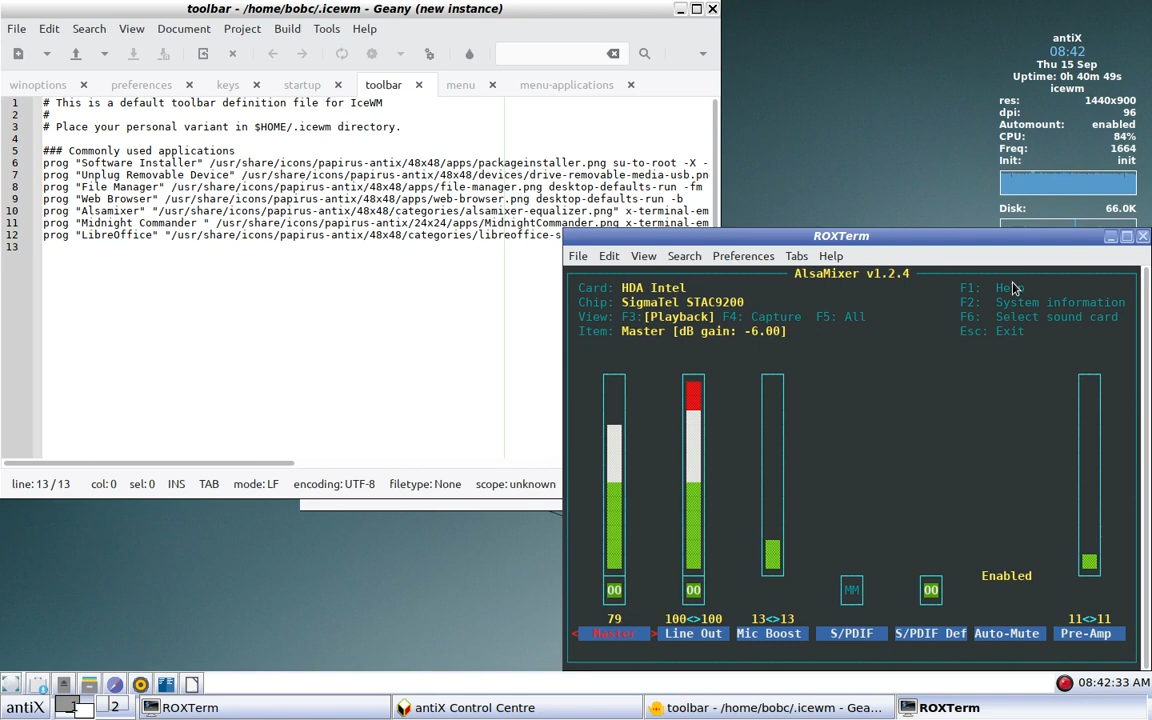 toolbar - /home/bobc/.icewm - Geany (new instance)
File Edit Search View Document Project Build Tools Help
winoptions preferences keys startup toolbar menu menu-applications
1 # This is a default toolbar definition file for IceWM
2 #
3 # Place your personal variant in $HOME/.icewm directory.
4
5 ### Commonly used applications
6 prog "Software Installer" /usr/share/icons/papirus-antix/48x48/apps/packageinstaller.png su-to-root -X -
7 prog "Unplug Removable Device" /usr/share/icons/papirus-antix/48x48/devices/drive-removable-media-usb.pn
8 prog "File Manager" /usr/share/icons/papirus-antix/48x48/apps/file-manager.png desktop-defaults-run -fm
9 prog "Web Browser" /usr/share/icons/papirus-antix/48x48/apps/web-browser.png desktop-defaults-run -b
10 prog "Alsamixer" "/usr/share/icons/papirus-antix/48x48/categories/alsamixer-equalizer.png" x-terminal-em
11 prog "Midnight Commander " /usr/share/icons/papirus-antix/24x24/apps/MidnightCommander.png x-terminal-em
12 prog "LibreOffice" "/usr/share/icons/papirus-antix/48x48/categories/libreoffice-s
13
line: 13 / 13 col: 0 sel: 0 INS TAB mode: LF encoding: UTF-8 filetype: None scope: unknown
antiX
08:42
Thu 15 Sep
Uptime: 0h 40m 49s
icewm
res: 1440x900
dpi: 96
Automount: enabled
CPU: 84%
Freq: 1664
Init: init
Disk: 66.0K
ROXTerm
File Edit View Search Preferences Tabs Help
AlsaMixer v1.2.4
Card: HDA Intel F1: Help
Chip: SigmaTel STAC9200 F2: System information
View: F3:[Playback] F4: Capture F5: All F6: Select sound card
Item: Master [dB gain: -6.00] Esc: Exit
Enabled
OO OO MM OO
79 100<>100 13<>13 11<>11
< Master > Line Out Mic Boost S/PDIF S/PDIF Def Auto-Mute Pre-Amp
08:42:33 AM
antiX 1 2 ROXTerm antiX Control Centre toolbar - /home/bobc/.icewm - Gea... ROXTerm